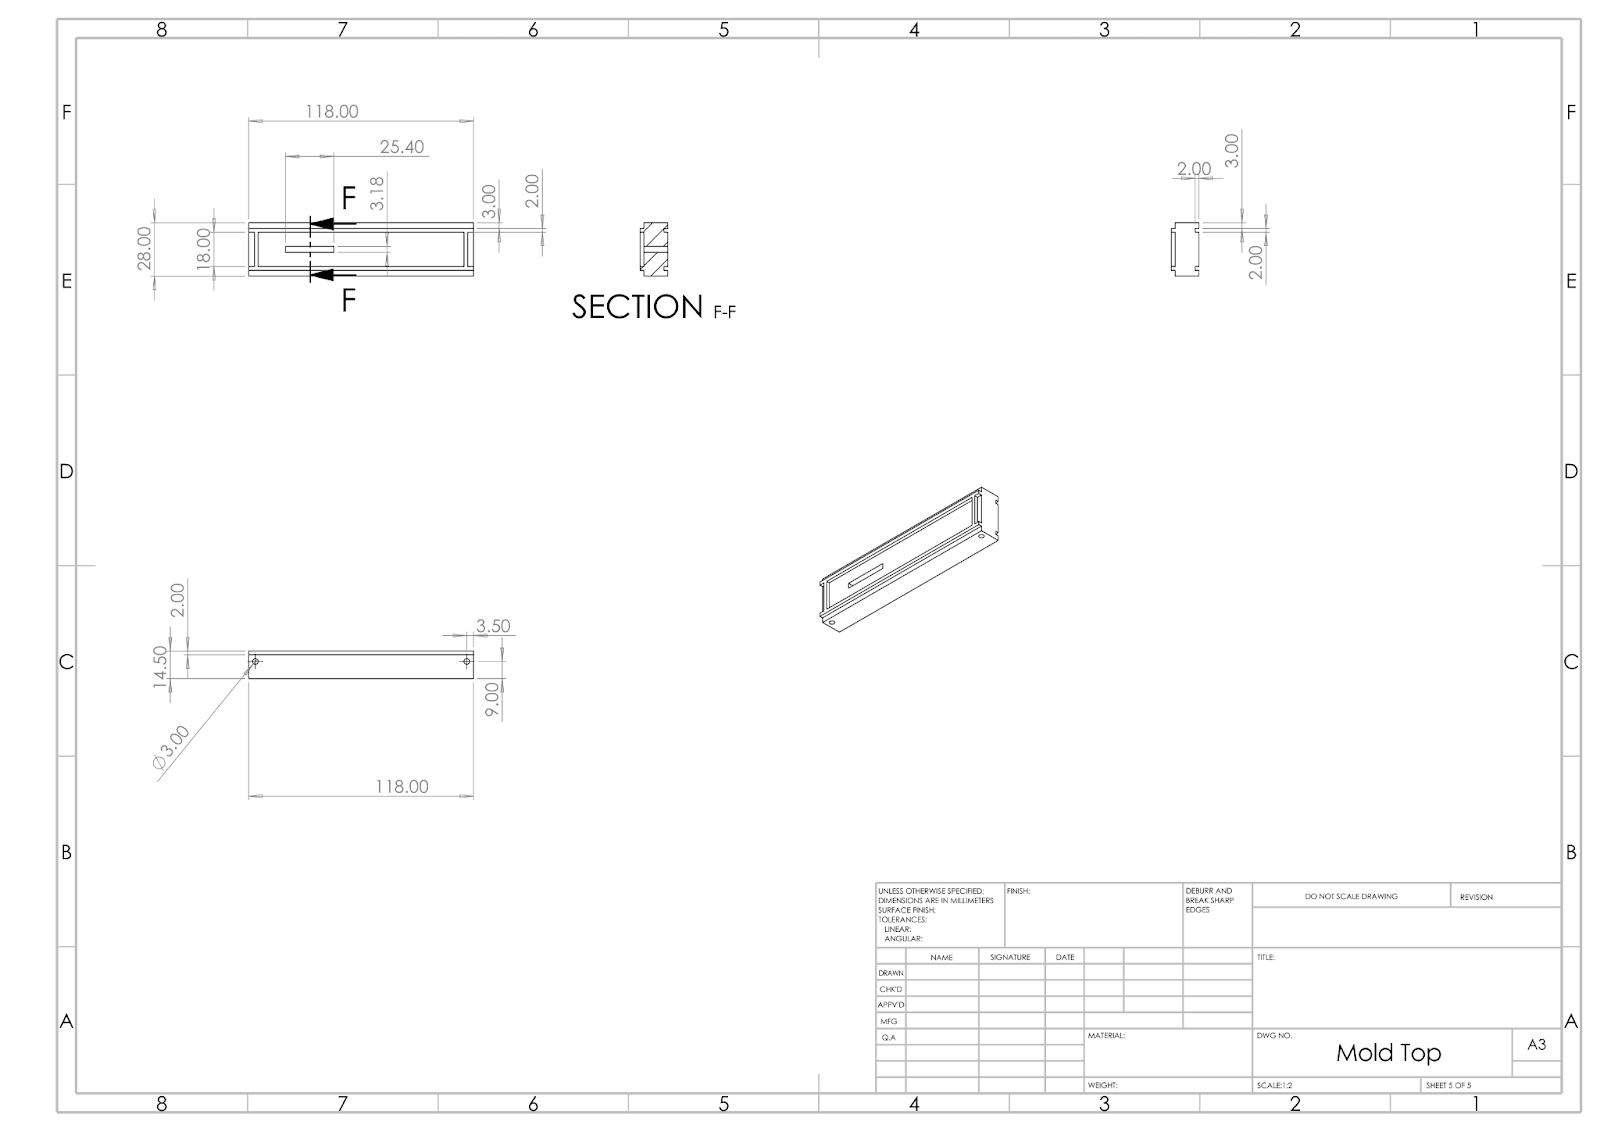 8 7 6 5 4 3 2 1
F F
118.00
25.40
3.18
3.00
2.00
F
28.00
18.00
F
SECTION F-F
2.00
3.00
2.00
E E
D D
2.00
14.50
3.50
9.00
Ø3.00
118.00
C C
B B
A A
UNLESS OTHERWISE SPECIFIED:
DIMENSIONS ARE IN MILLIMETERS
SURFACE FINISH:
TOLERANCES:
LINEAR:
ANGULAR:
FINISH:
DEBURR AND
BREAK SHARP
EDGES
DO NOT SCALE DRAWING
REVISION
NAME SIGNATURE DATE
DRAWN
CHK'D
APPV'D
MFG
Q.A
TITLE:
MATERIAL:
DWG NO.
Mold Top
A3
WEIGHT:
SCALE:1:2
SHEET 5 OF 5
8 7 6 5 4 3 2 1